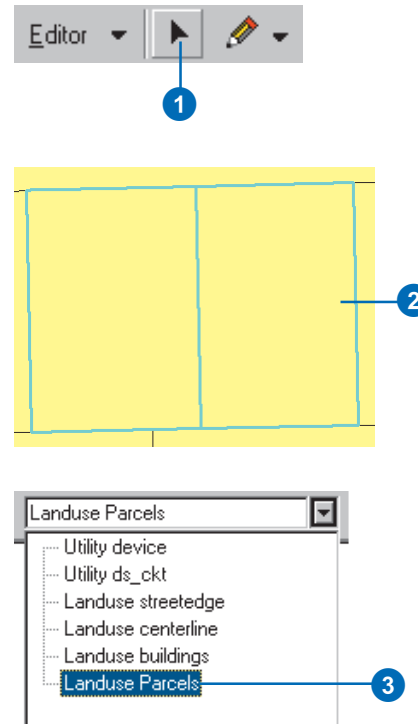 Editor
1
2
Landuse Parcels
Utility device
Utility ds_ckt
Landuse streetedge
Landuse centerline
Landuse buildings
Landuse Parcels
3